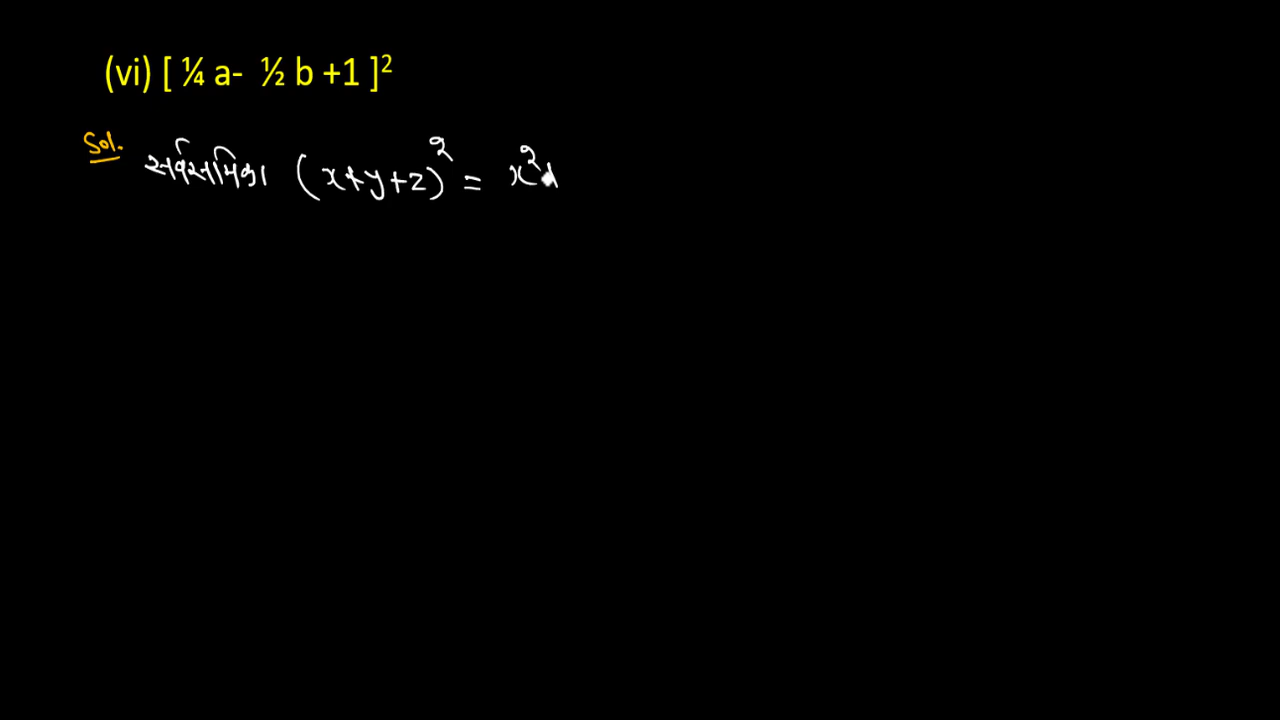 (vi) [ ¼ a- ½ b +1 ]²
Sol.
सर्वसमिका (x+y+z)² = x²